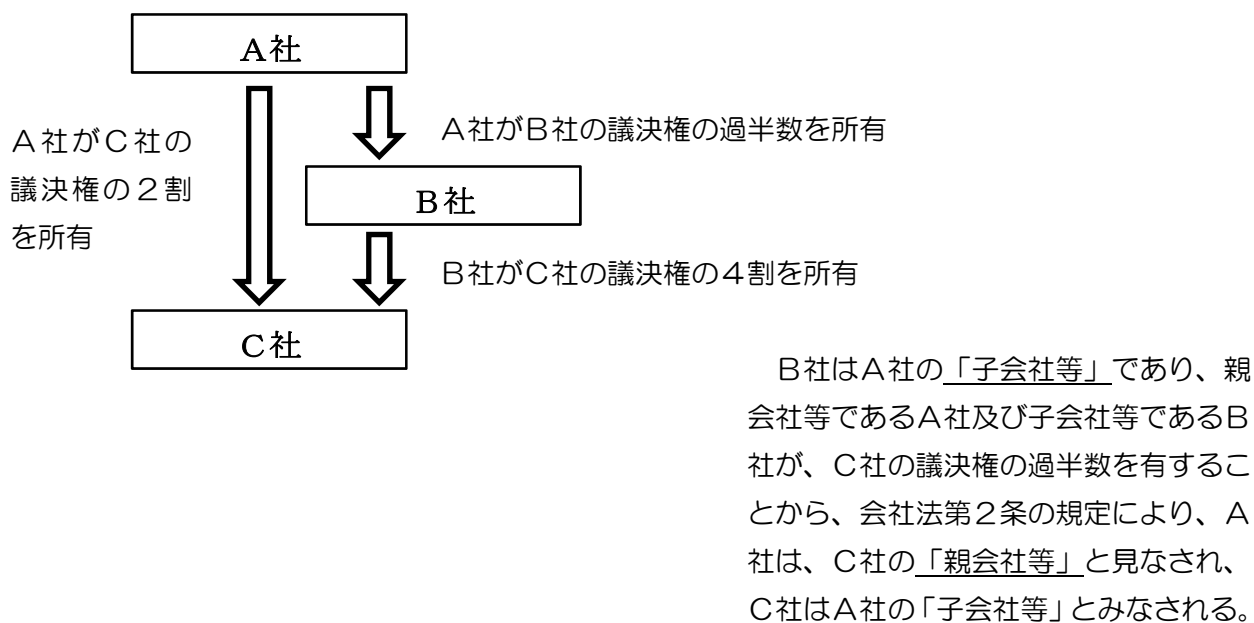 A社
A社がC社の
議決権の2割
を所有
A社がB社の議決権の過半数を所有
B社
B社がC社の議決権の4割を所有
C社
B社はA社の「子会社等」であり、親
会社等であるA社及び子会社等であるB
社が、C社の議決権の過半数を有するこ
とから、会社法第2条の規定により、A
社は、C社の「親会社等」と見なされ、
C社はA社の「子会社等」とみなされる。